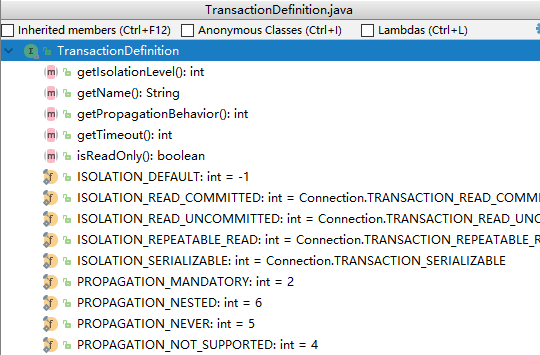 TransactionDefinition.java
Inherited members (Ctrl+F12) Anonymous Classes (Ctrl+I) Lambdas (Ctrl+L)
TransactionDefinition
getIsolationLevel(): int
getName(): String
getPropagationBehavior(): int
getTimeout(): int
isReadOnly(): boolean
ISOLATION_DEFAULT: int = -1
ISOLATION_READ_COMMITTED: int = Connection.TRANSACTION_READ_COMM
ISOLATION_READ_UNCOMMITTED: int = Connection.TRANSACTION_READ_UNC
ISOLATION_REPEATABLE_READ: int = Connection.TRANSACTION_REPEATABLE_R
ISOLATION_SERIALIZABLE: int = Connection.TRANSACTION_SERIALIZABLE
PROPAGATION_MANDATORY: int = 2
PROPAGATION_NESTED: int = 6
PROPAGATION_NEVER: int = 5
PROPAGATION_NOT_SUPPORTED: int = 4